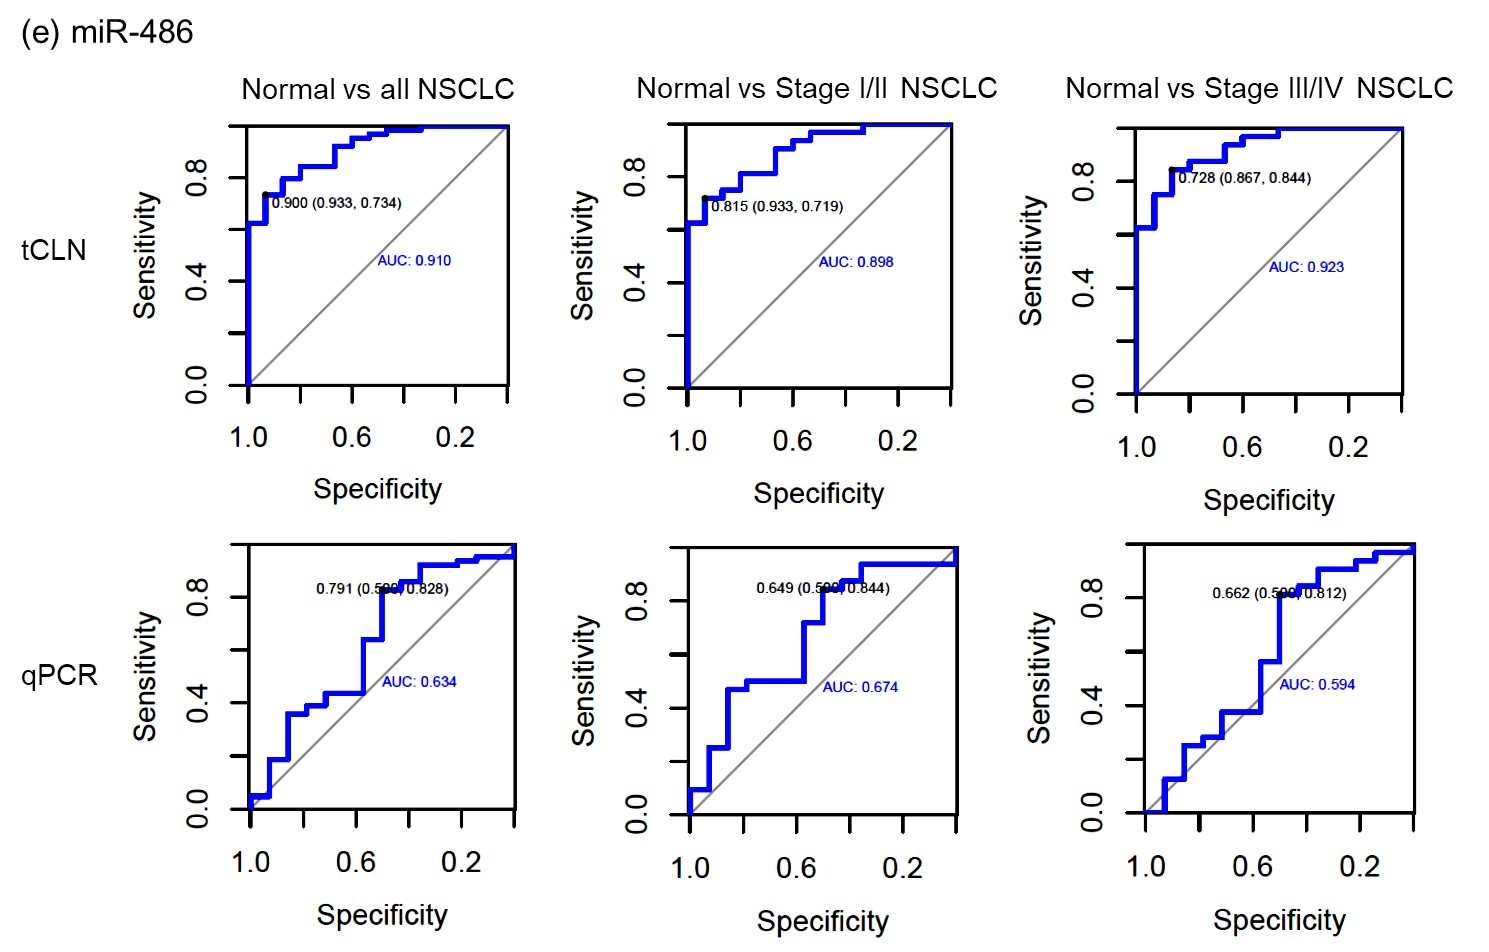 (e) miR-486
Normal vs all NSCLC
Normal vs Stage I/II NSCLC
Normal vs Stage III/IV NSCLC
tCLN
Sensitivity
0.8
0.4
0.0
0.900 (0.933, 0.734)
AUC: 0.910
1.0 0.6 0.2
Specificity
Sensitivity
0.8
0.4
0.0
0.815 (0.933, 0.719)
AUC: 0.898
1.0 0.6 0.2
Specificity
Sensitivity
0.8
0.4
0.0
0.728 (0.867, 0.844)
AUC: 0.923
1.0 0.6 0.2
Specificity
qPCR
Sensitivity
0.8
0.4
0.0
0.791 (0.500, 0.828)
AUC: 0.634
1.0 0.6 0.2
Specificity
Sensitivity
0.8
0.4
0.0
0.649 (0.500, 0.844)
AUC: 0.674
1.0 0.6 0.2
Specificity
Sensitivity
0.8
0.4
0.0
0.662 (0.500, 0.812)
AUC: 0.594
1.0 0.6 0.2
Specificity